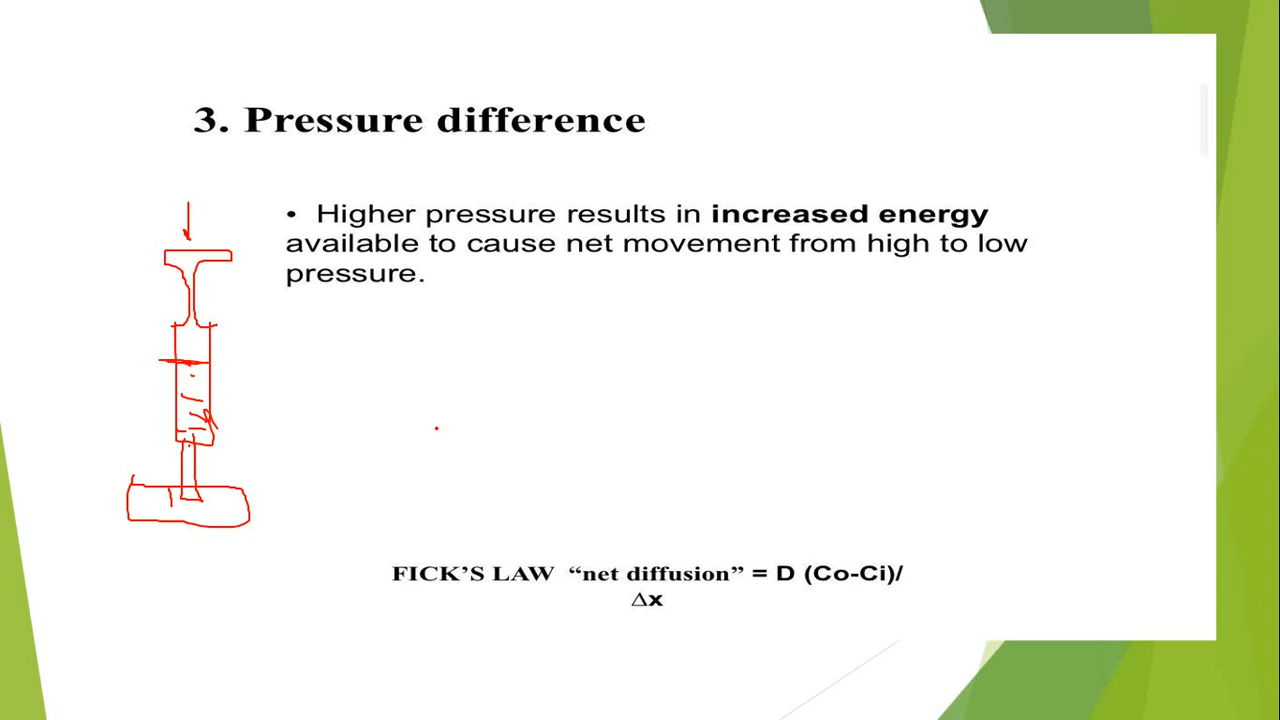 3. Pressure difference
• Higher pressure results in increased energy
available to cause net movement from high to low
pressure.
FICK’S LAW “net diffusion” = D (Co-Ci)/
∆x